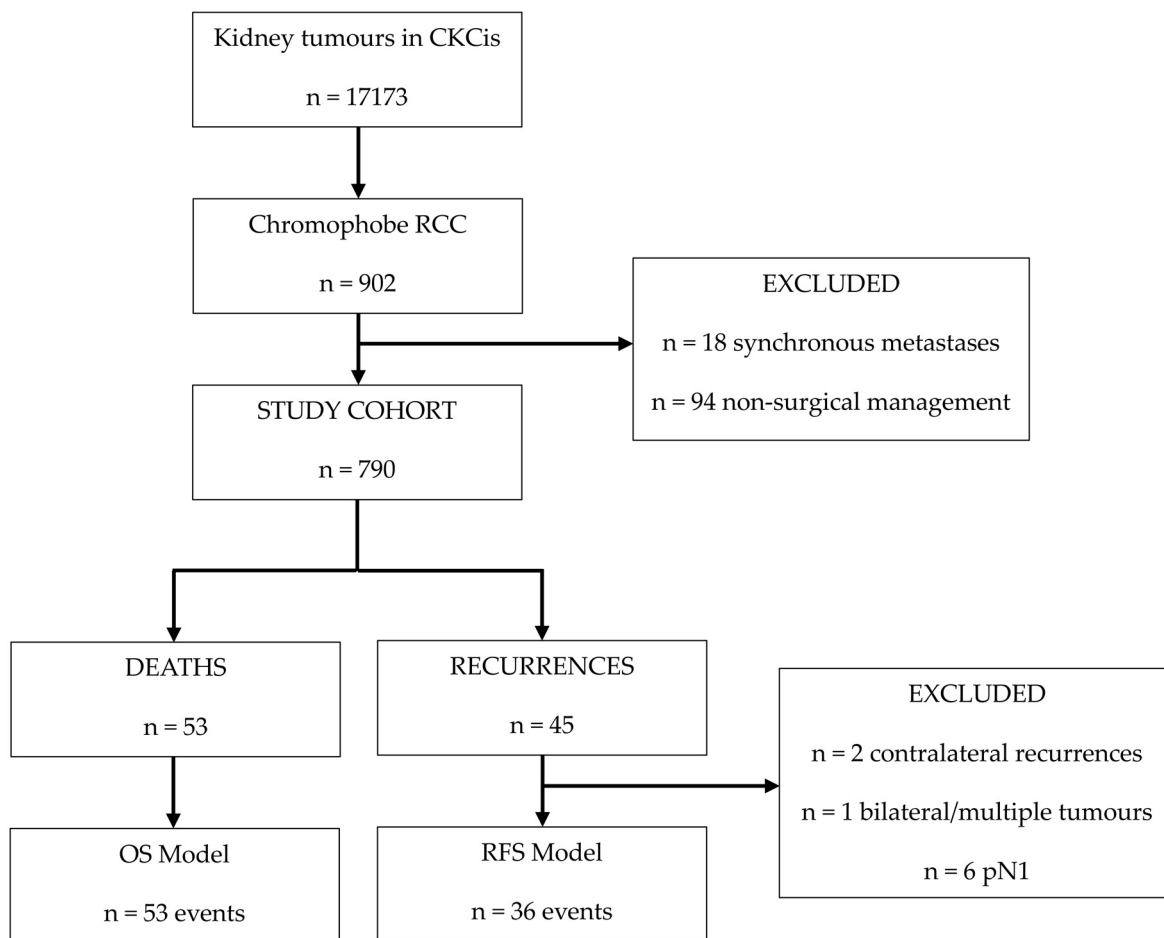 Kidney tumours in CKCis
n = 17173
Chromophobe RCC
n = 902
EXCLUDED
n = 18 synchronous metastases
n = 94 non-surgical management
STUDY COHORT
n = 790
DEATHS
n = 53
RECURRENCES
n = 45
EXCLUDED
n = 2 contralateral recurrences
n = 1 bilateral/multiple tumours
n = 6 pN1
OS Model
n = 53 events
RFS Model
n = 36 events